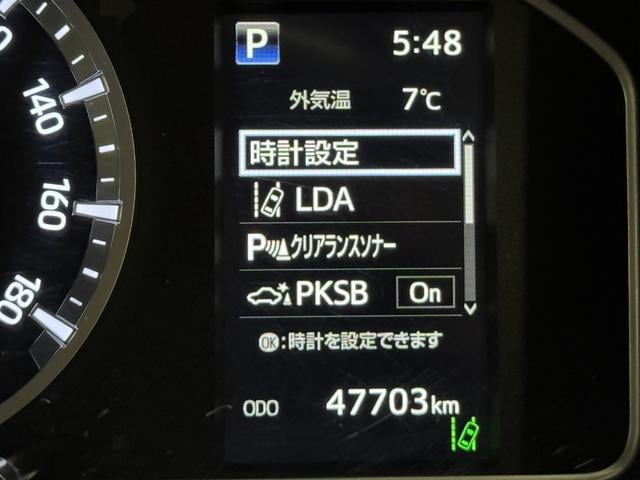 P 5:48
外気温 7℃
時計設定
LDA
Pクリアランスソナー
PKSB On
OK:時計を設定できます
ODO 47703km
140
160
180